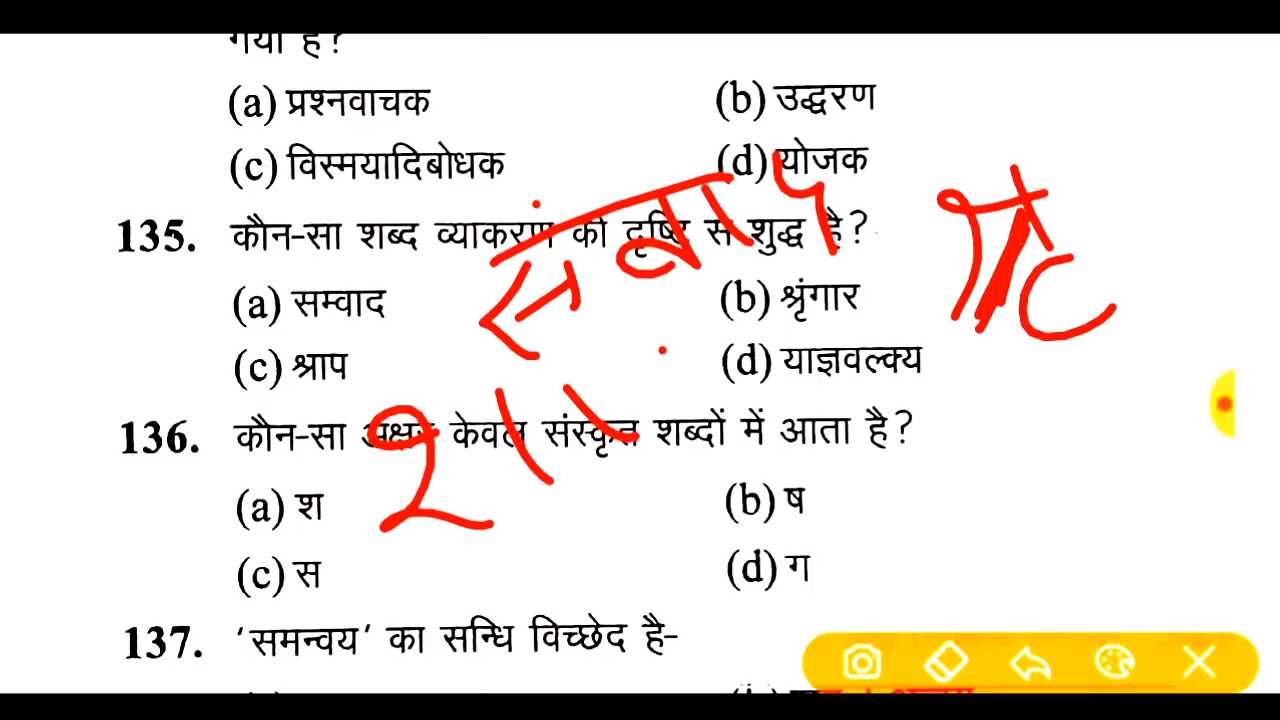 गया है?
(a) प्रश्नवाचक (b) उद्धरण
(c) विस्मयादिबोधक (d) योजक
135. कौन-सा शब्द व्याकरण की दृष्टि से शुद्ध है?
(a) सम्वाद (b) श्रृंगार
(c) श्राप (d) याज्ञवल्क्य
136. कौन-सा अक्षर केवल संस्कृत शब्दों में आता है?
(a) श (b) ष
(c) स (d) ग
137. 'समन्वय' का सन्धि विच्छेद है-